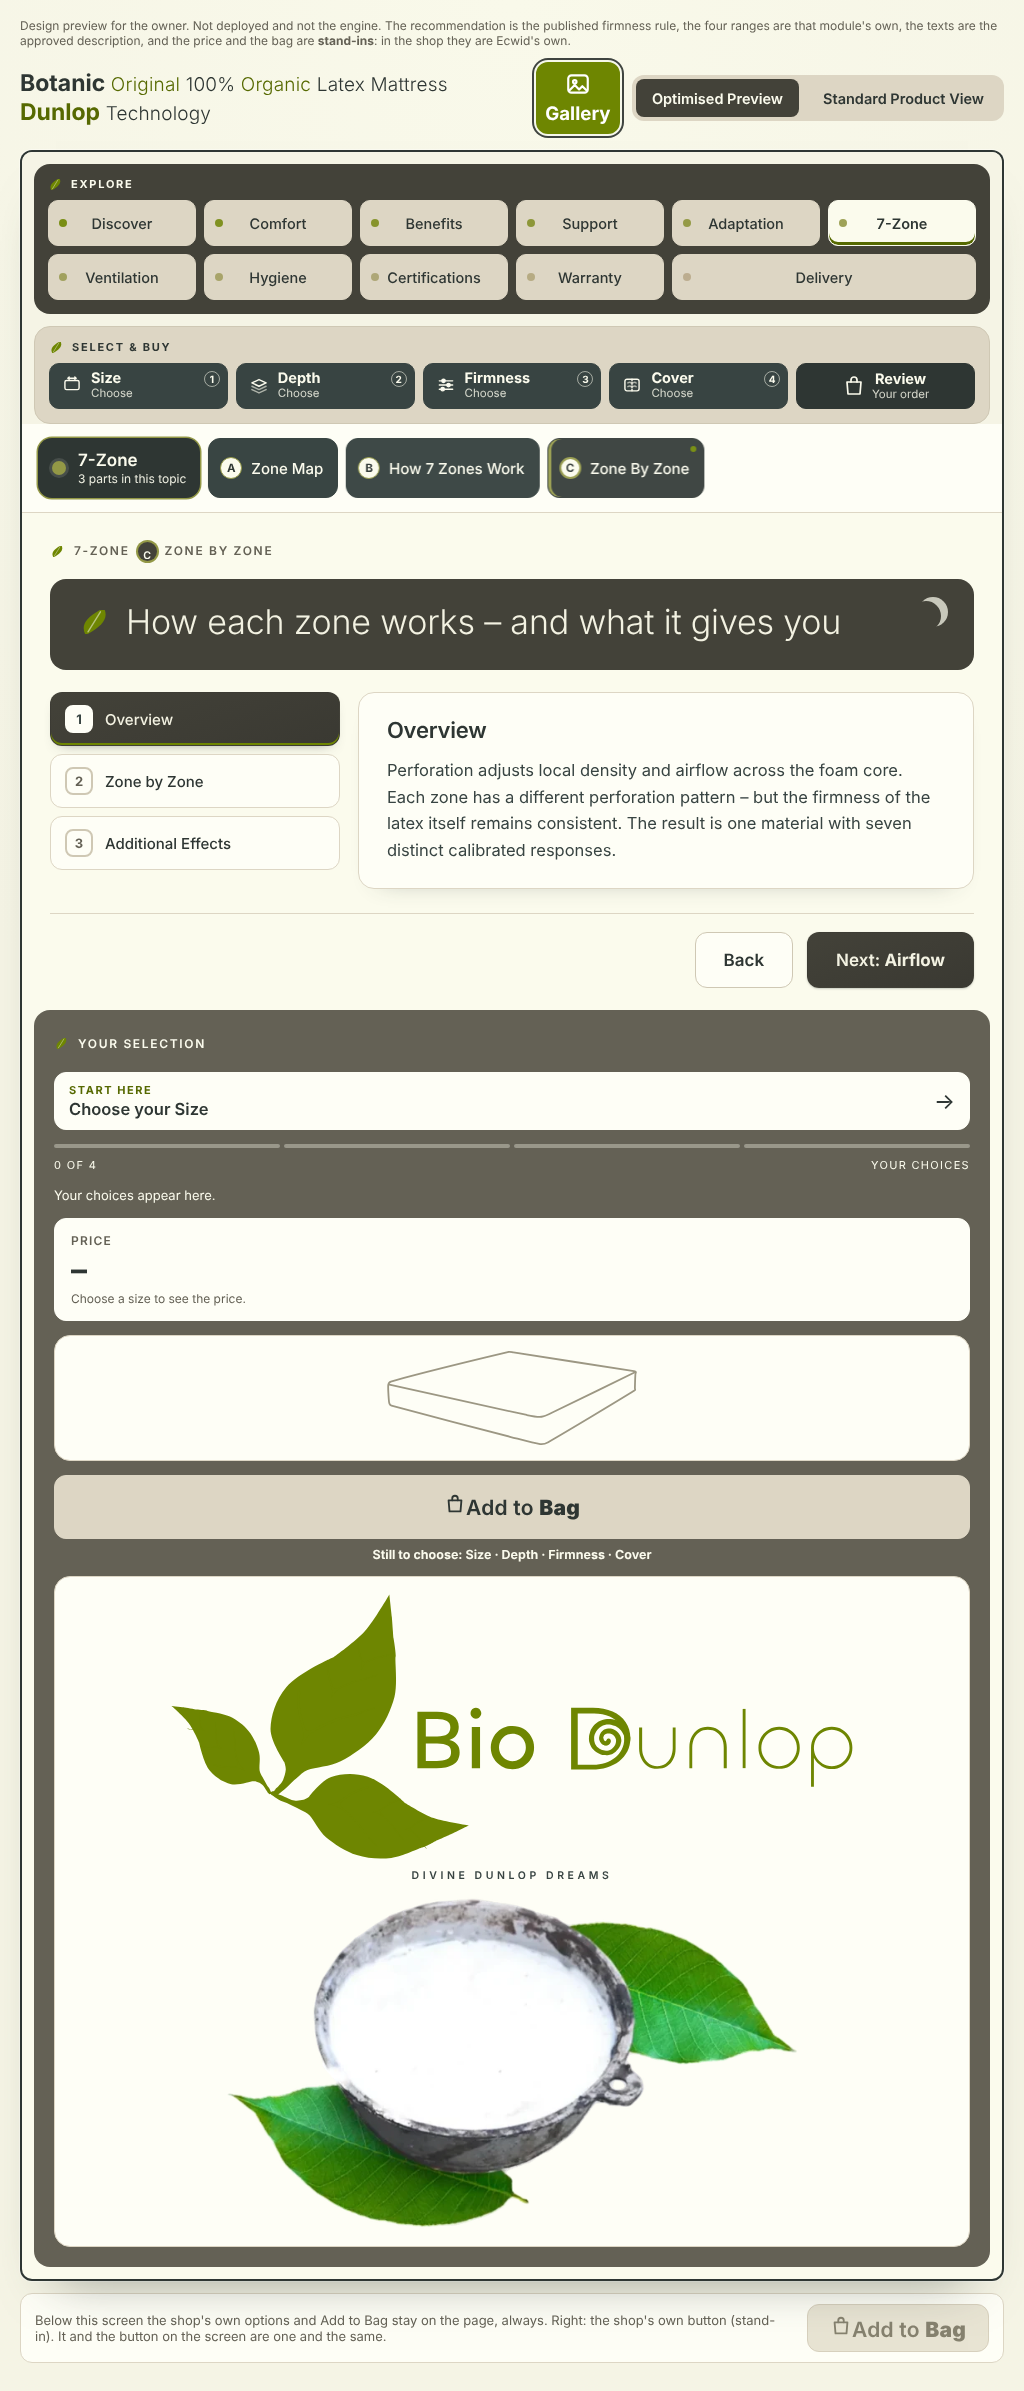 Design preview for the owner. Not deployed and not the engine. The recommendation is the published firmness rule, the four ranges are that module's own, the texts are the
approved description, and the price and the bag are stand-ins: in the shop they are Ecwid's own.
Botanic Original 100% Organic Latex Mattress
Dunlop Technology
Gallery
Optimised Preview
Standard Product View
EXPLORE
Discover
Comfort
Benefits
Support
Adaptation
7-Zone
Ventilation
Hygiene
Certifications
Warranty
Delivery
SELECT & BUY
Size
Choose
1
Depth
Choose
2
Firmness
Choose
3
Cover
Choose
4
Review
Your order
7-Zone
3 parts in this topic
A Zone Map
B How 7 Zones Work
C Zone By Zone
7-ZONE C ZONE BY ZONE
How each zone works – and what it gives you
1 Overview
2 Zone by Zone
3 Additional Effects
Overview
Perforation adjusts local density and airflow across the foam core.
Each zone has a different perforation pattern – but the firmness of the
latex itself remains consistent. The result is one material with seven
distinct calibrated responses.
Back
Next: Airflow
YOUR SELECTION
START HERE
Choose your Size
0 OF 4
YOUR CHOICES
Your choices appear here.
PRICE
–
Choose a size to see the price.
Add to Bag
Still to choose: Size · Depth · Firmness · Cover
Bio Dunlop
DIVINE DUNLOP DREAMS
Below this screen the shop's own options and Add to Bag stay on the page, always. Right: the shop's own button (stand-
in). It and the button on the screen are one and the same.
Add to Bag